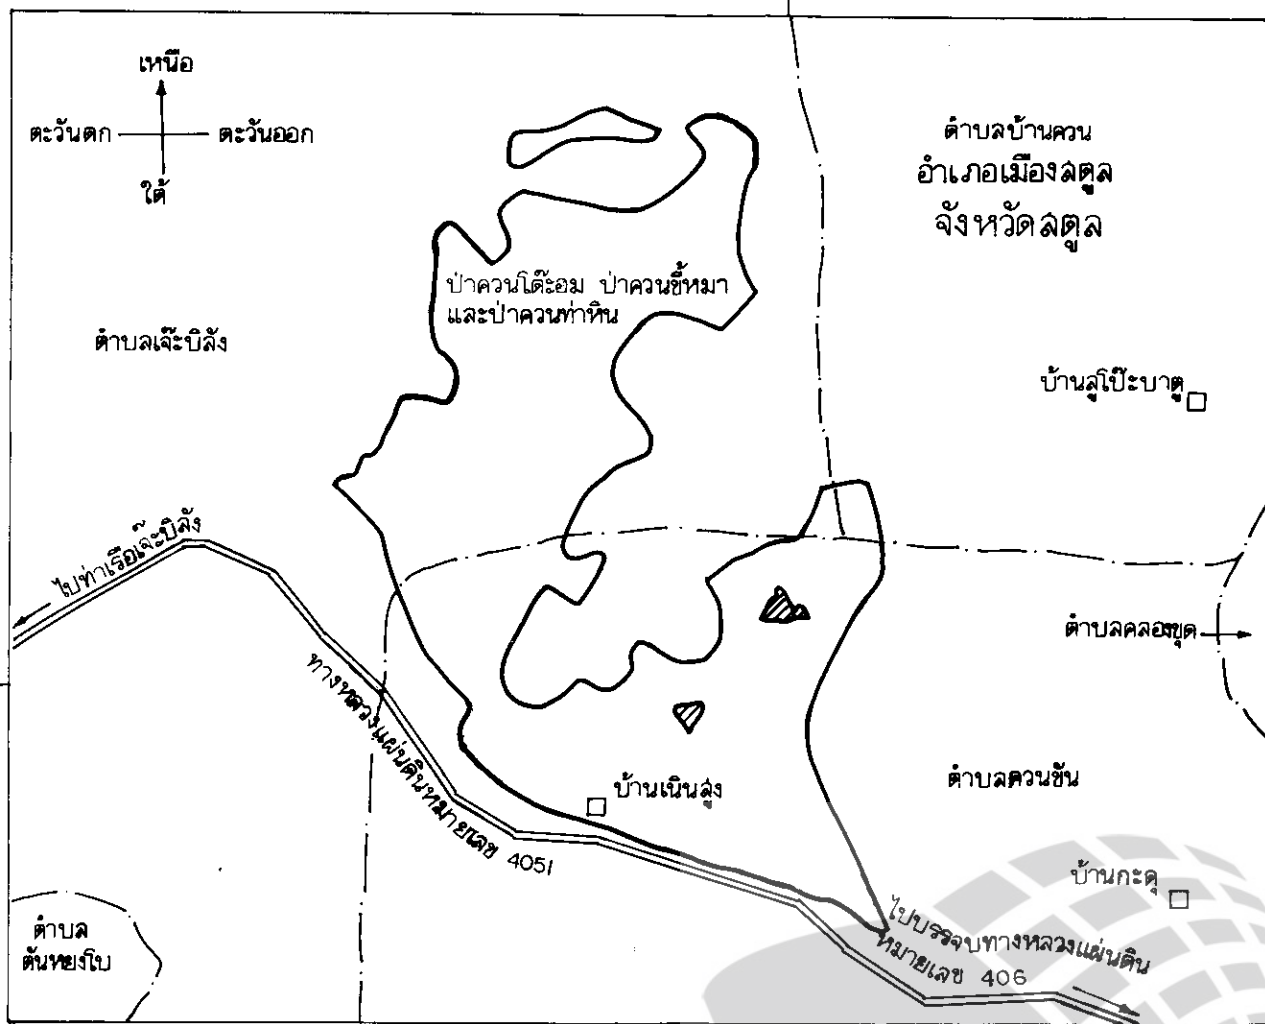 เหนือ
ตะวันตก
ตะวันออก
ใต้
ตำบลบ้านควน
อำเภอเมืองสตูล
จังหวัดสตูล
ป่าควนโต๊ะอม ป่าควนขี้หมา
และป่าควนท่าหิน
ตำบลเจ๊ะบิลัง
บ้านลูโบ๊ะบาตู
ไปท่าเรือเจ๊ะบิลัง
ตำบลคลองขุด
ทางหลวงแผ่นดินหมายเลข 4051
บ้านเนินสูง
ตำบลควนขัน
บ้านกะดุ
ไปบรรจบทางหลวงแผ่นดิน
หมายเลข 406
ตำบล
ตันหยงโป